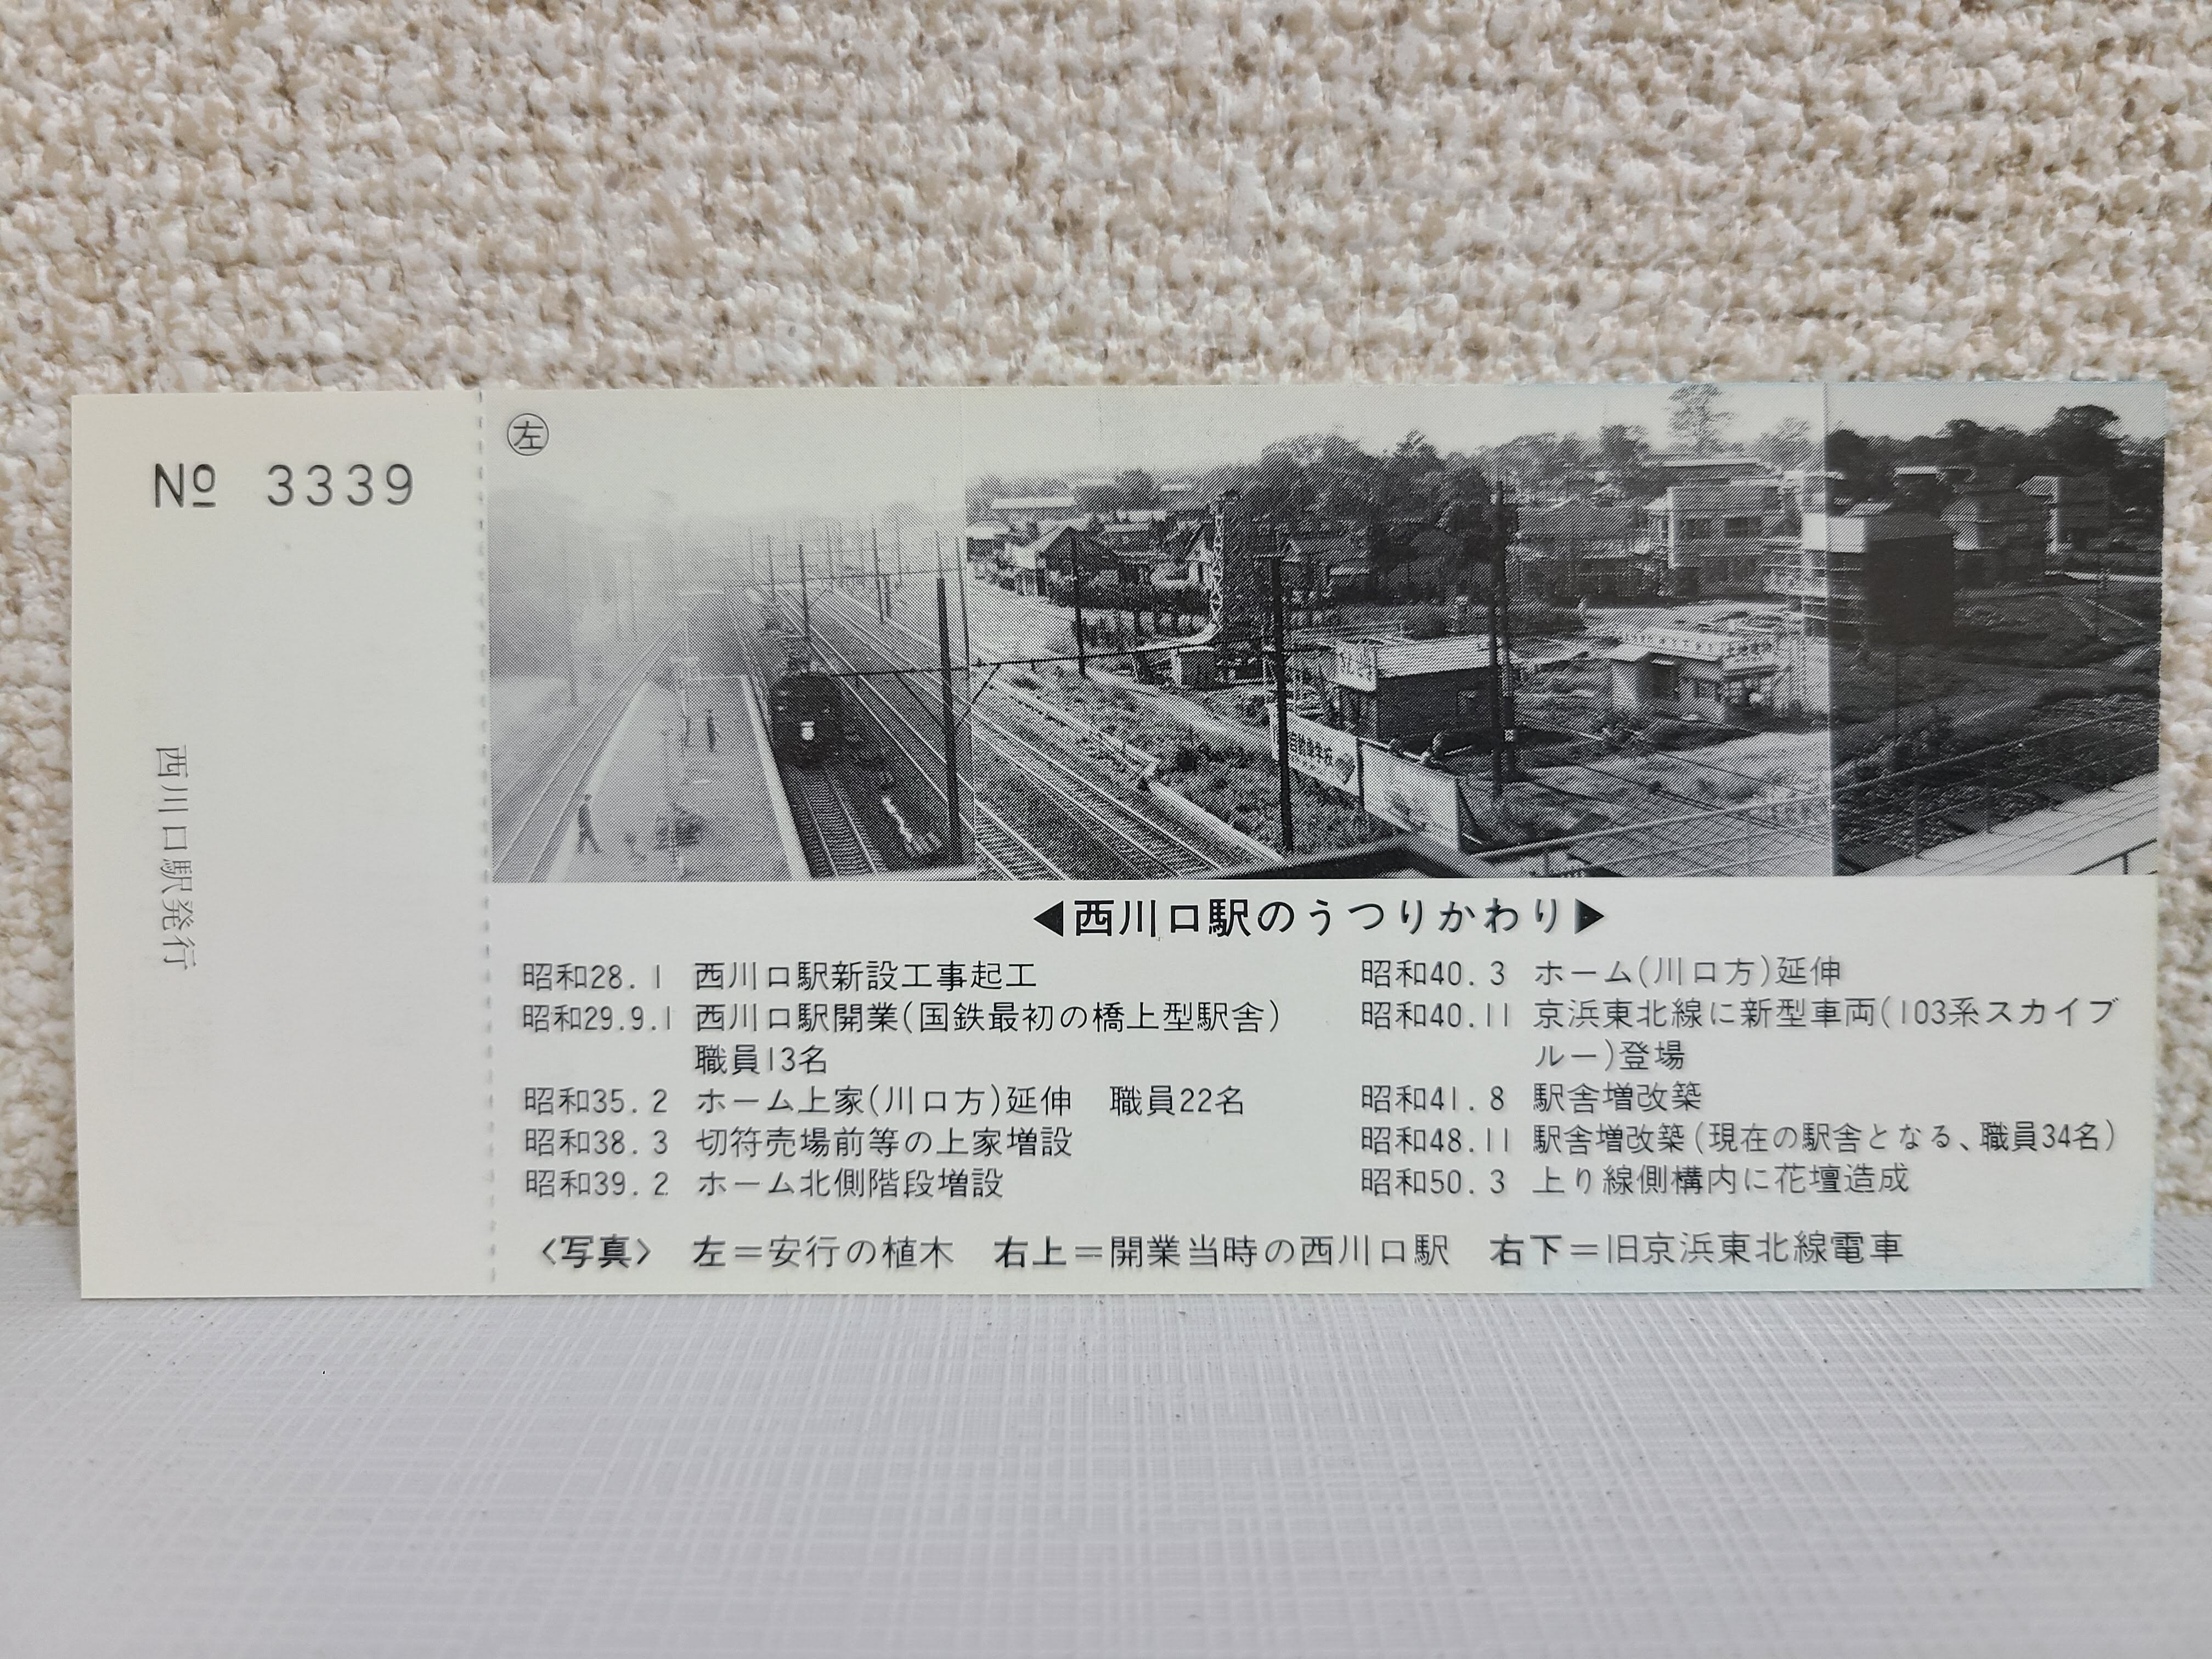 No 3339
西川口駅発行
左
自動車学校
◀西川口駅のうつりかわり▶
昭和28.1 西川口駅新設工事起工
昭和29.9.1 西川口駅開業(国鉄最初の橋上型駅舎)
職員13名
昭和35.2 ホーム上家(川口方)延伸 職員22名
昭和38.3 切符売場前等の上家増設
昭和39.2 ホーム北側階段増設
昭和40.3 ホーム(川口方)延伸
昭和40.11 京浜東北線に新型車両(103系スカイブ
ルー)登場
昭和41.8 駅舎増改築
昭和48.11 駅舎増改築(現在の駅舎となる、職員34名)
昭和50.3 上り線側構内に花壇造成
〈写真〉 左=安行の植木 右上=開業当時の西川口駅 右下=旧京浜東北線電車